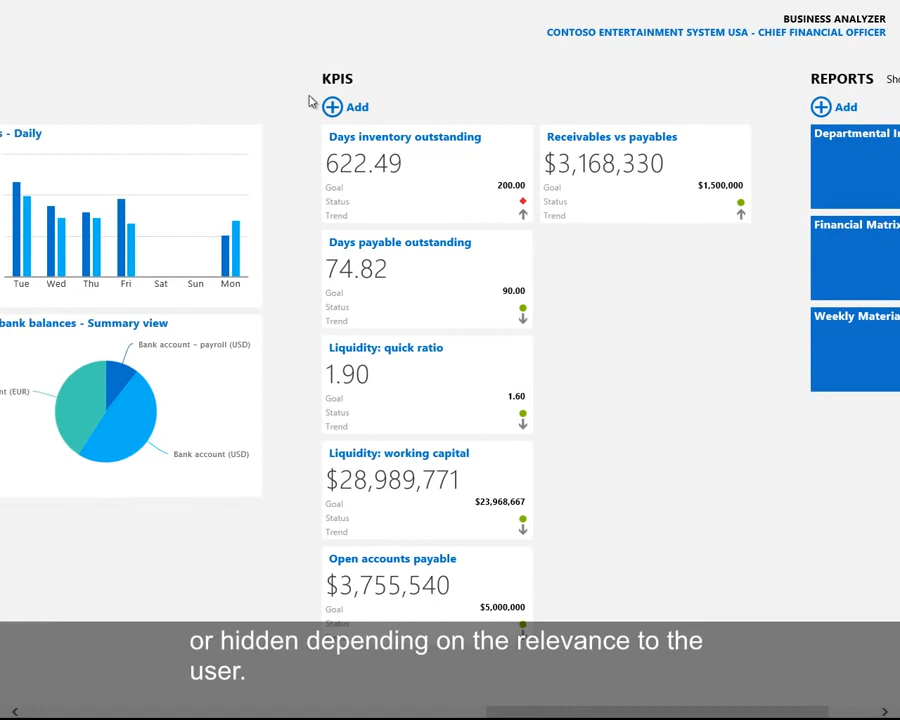 BUSINESS ANALYZER
CONTOSO ENTERTAINMENT SYSTEM USA - CHIEF FINANCIAL OFFICER
s - Daily
Tue Wed Thu Fri Sat Sun Mon
bank balances - Summary view
Bank account - payroll (USD)
nt (EUR)
Bank account (USD)
KPIS
Add
Days inventory outstanding
622.49
Goal 200.00
Status
Trend
Receivables vs payables
$3,168,330
Goal $1,500,000
Status
Trend
Days payable outstanding
74.82
Goal 90.00
Status
Trend
Liquidity: quick ratio
1.90
Goal 1.60
Status
Trend
Liquidity: working capital
$28,989,771
Goal $23,968,667
Status
Trend
Open accounts payable
$3,755,540
Goal $5,000,000
Status
REPORTS Sho
Add
Departmental In
Financial Matrix
Weekly Materia
or hidden depending on the relevance to the
user.